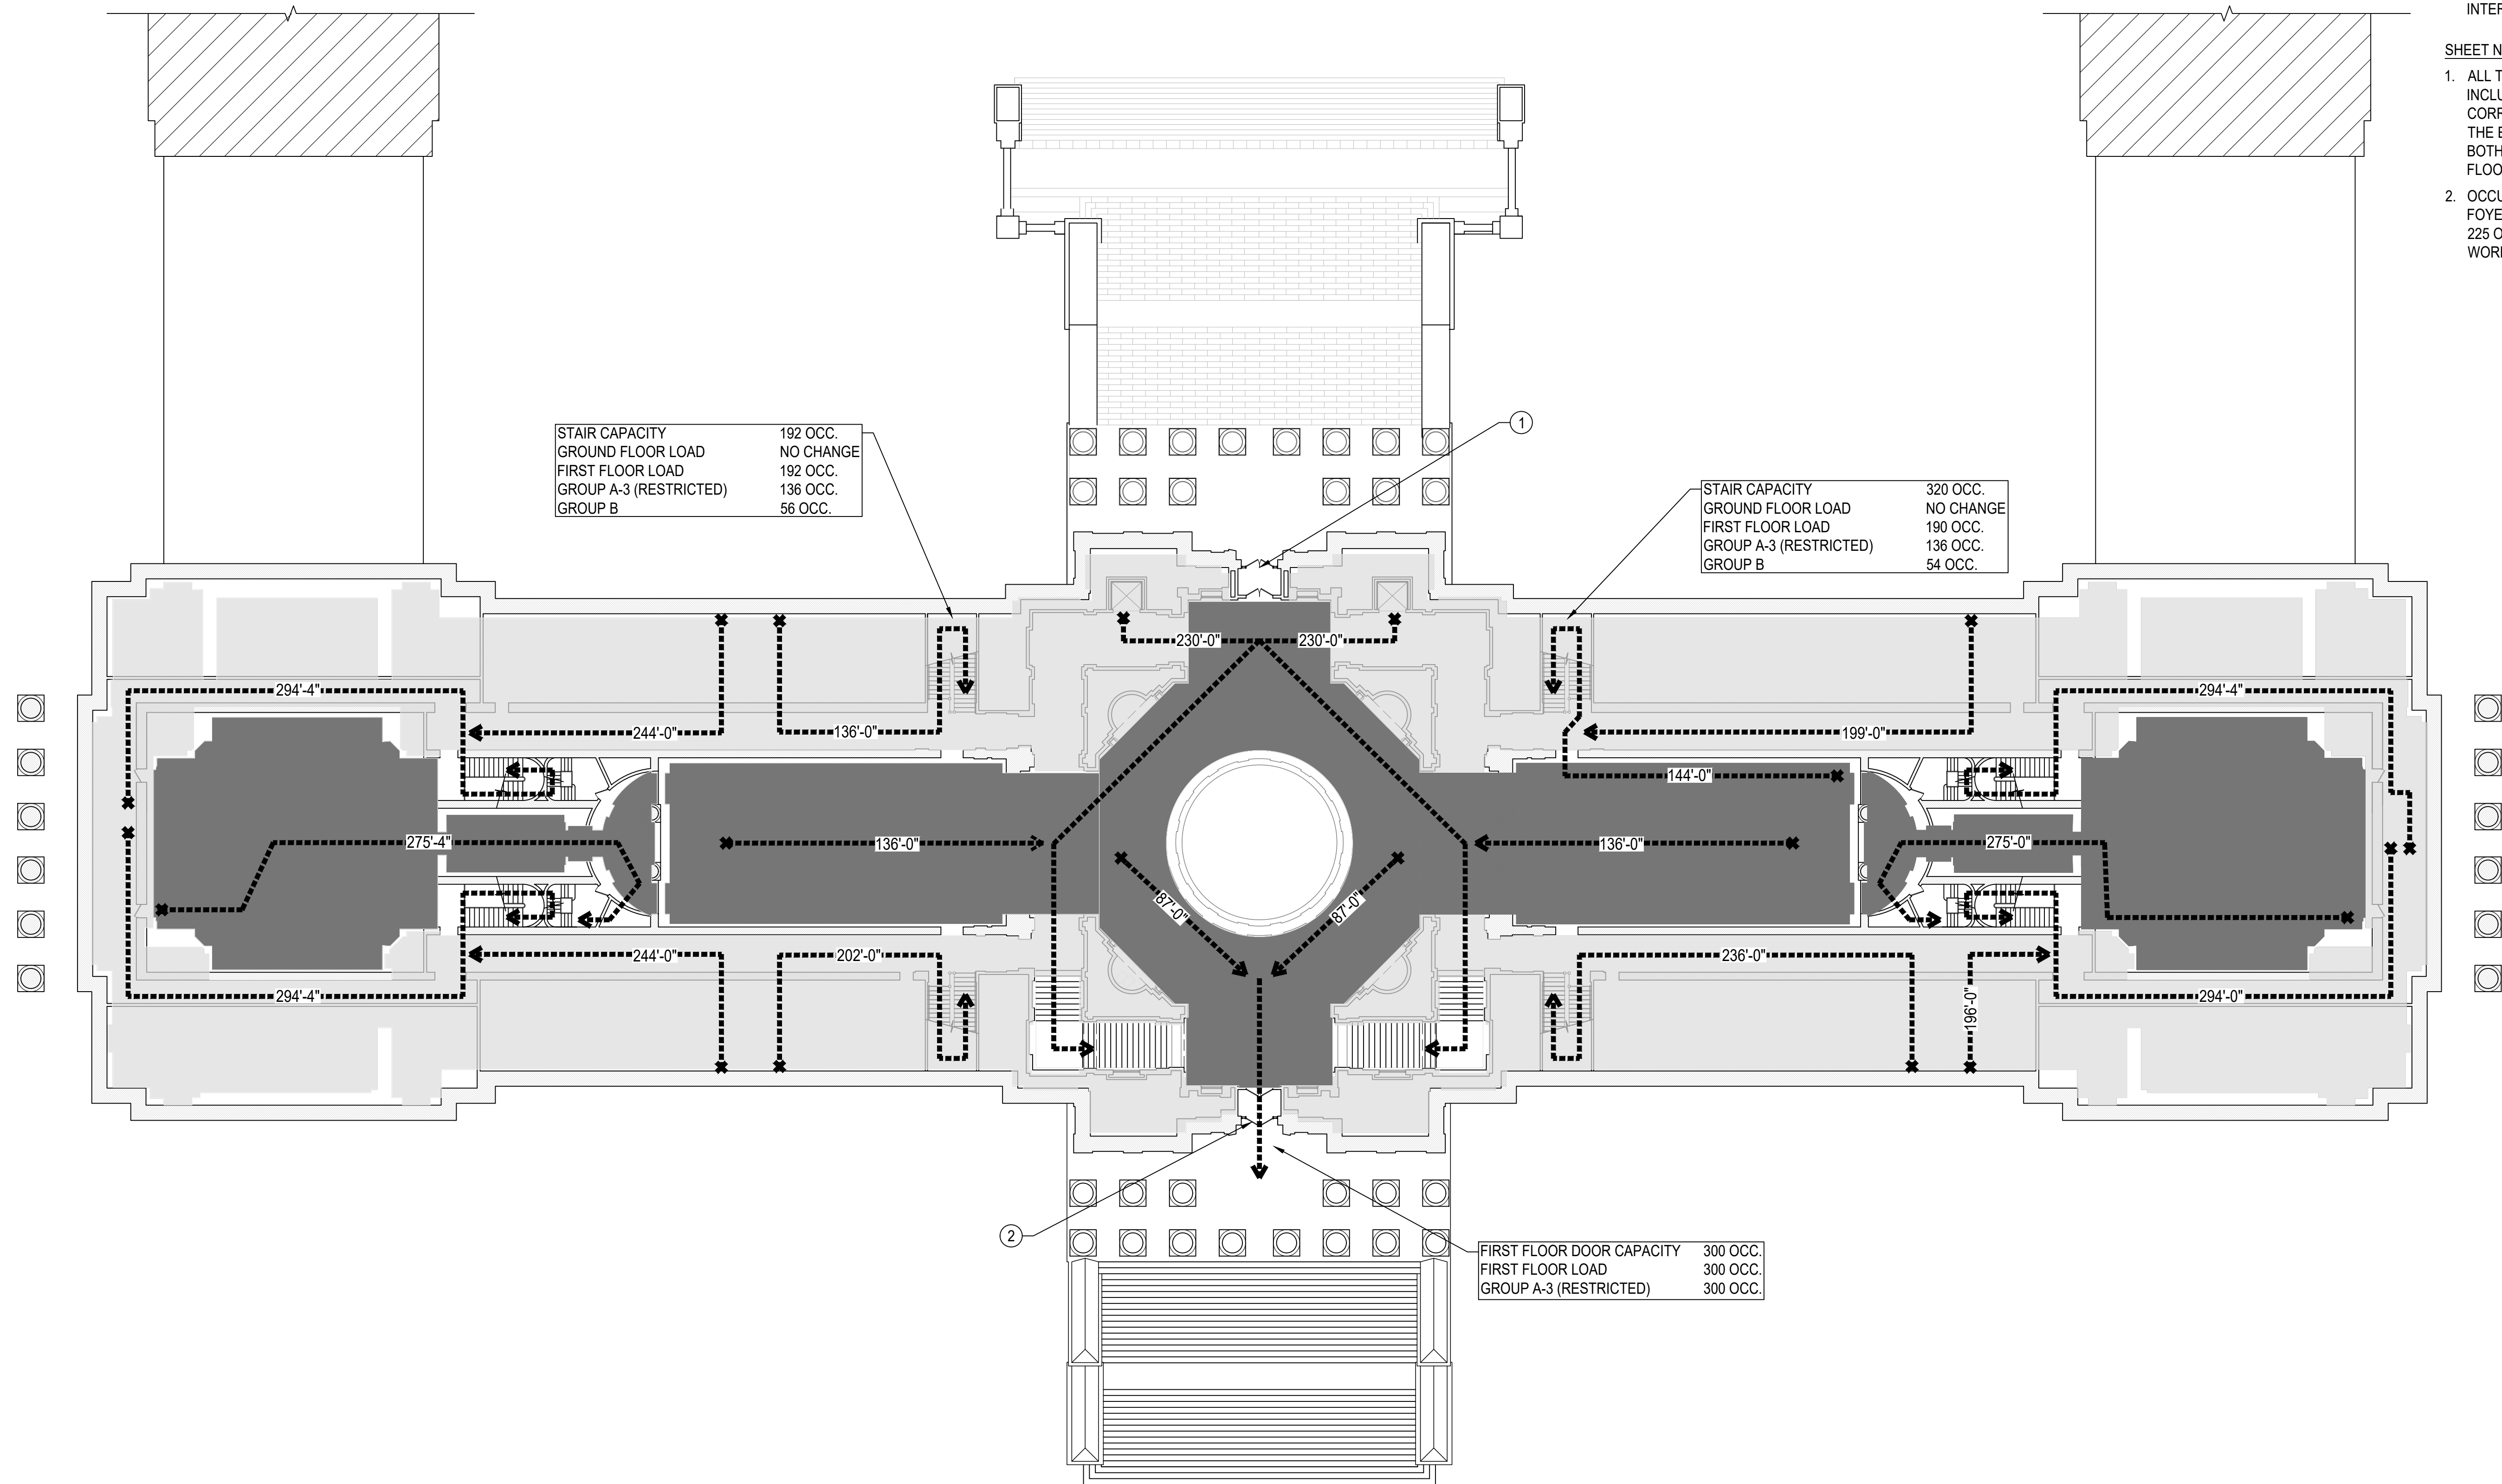 INTER
SHEET N
1. ALL T
INCLU
CORR
THE E
BOTH
FLOO
2. OCCU
FOYE
225 O
WORK
1
STAIR CAPACITY 192 OCC.
GROUND FLOOR LOAD NO CHANGE
FIRST FLOOR LOAD 192 OCC.
GROUP A-3 (RESTRICTED) 136 OCC.
GROUP B 56 OCC.
STAIR CAPACITY 320 OCC.
GROUND FLOOR LOAD NO CHANGE
FIRST FLOOR LOAD 190 OCC.
GROUP A-3 (RESTRICTED) 136 OCC.
GROUP B 54 OCC.
230'-0" 230'-0"
294'-4" 294'-4"
244'-0" 136'-0" 199'-0"
144'-0"
275'-4" 136'-0" 136'-0" 275'-0"
87'-0" 87'-0"
244'-0" 202'-0" 236'-0"
294'-4" 196'-0" 294'-0"
2
FIRST FLOOR DOOR CAPACITY 300 OCC.
FIRST FLOOR LOAD 300 OCC.
GROUP A-3 (RESTRICTED) 300 OCC.